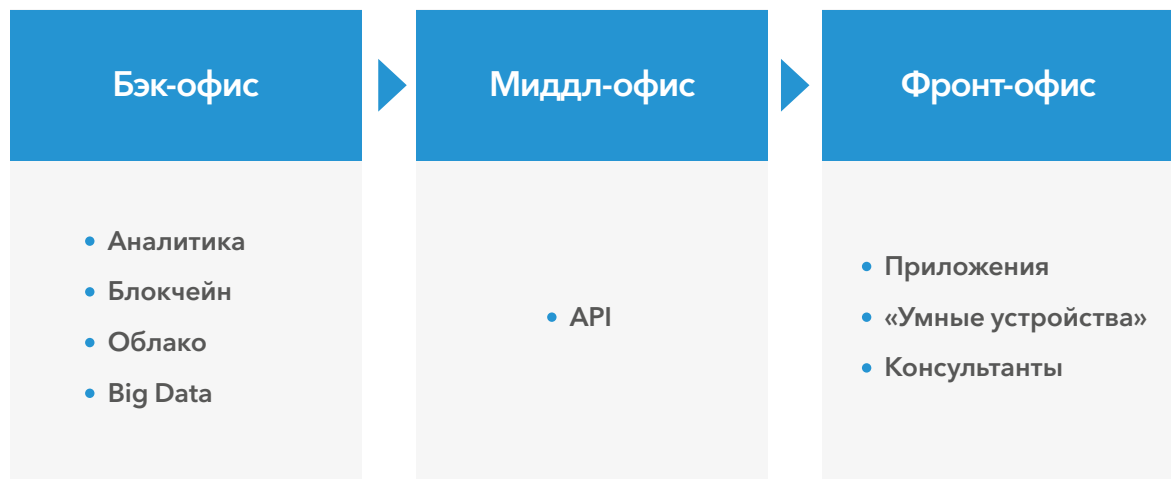 Бэк-офис
• Аналитика
• Блокчейн
• Облако
• Big Data
Миддл-офис
• API
Фронт-офис
• Приложения
• «Умные устройства»
• Консультанты